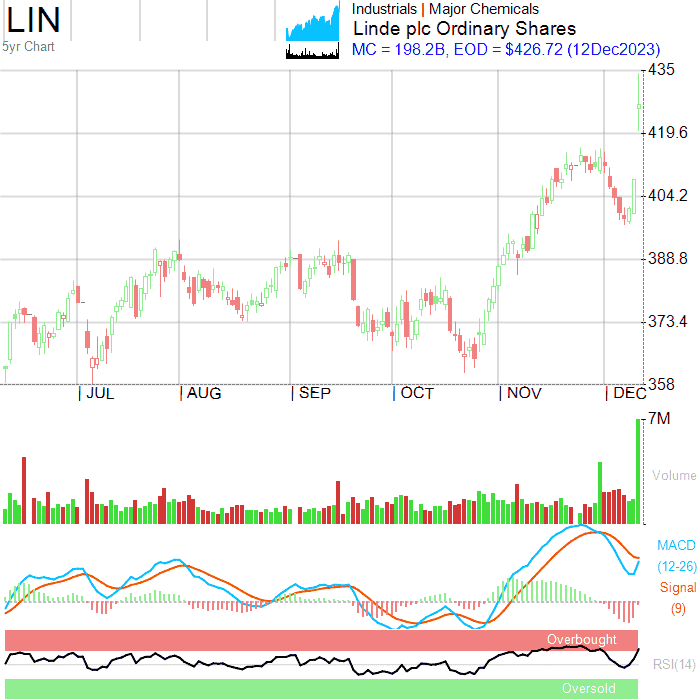 LIN
Industrials | Major Chemicals
Linde plc Ordinary Shares
5yr Chart
MC = 198.2B, EOD = $426.72 (12Dec2023)
435
419.6
404.2
388.8
373.4
358
| JUL | AUG | SEP | OCT | NOV | DEC
7M
Volume
MACD
(12-26)
Signal
(9)
Overbought
RSI(14)
Oversold